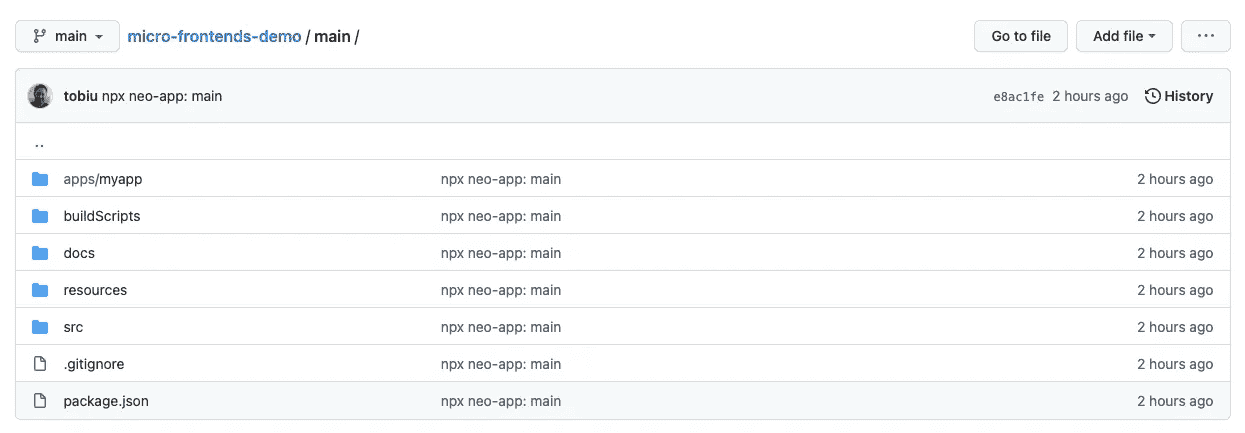 main micro-frontends-demo / main / Go to file Add file ...
tobiu npx neo-app: main e8ac1fe 2 hours ago History
..
apps/myapp npx neo-app: main 2 hours ago
buildScripts npx neo-app: main 2 hours ago
docs npx neo-app: main 2 hours ago
resources npx neo-app: main 2 hours ago
src npx neo-app: main 2 hours ago
.gitignore npx neo-app: main 2 hours ago
package.json npx neo-app: main 2 hours ago